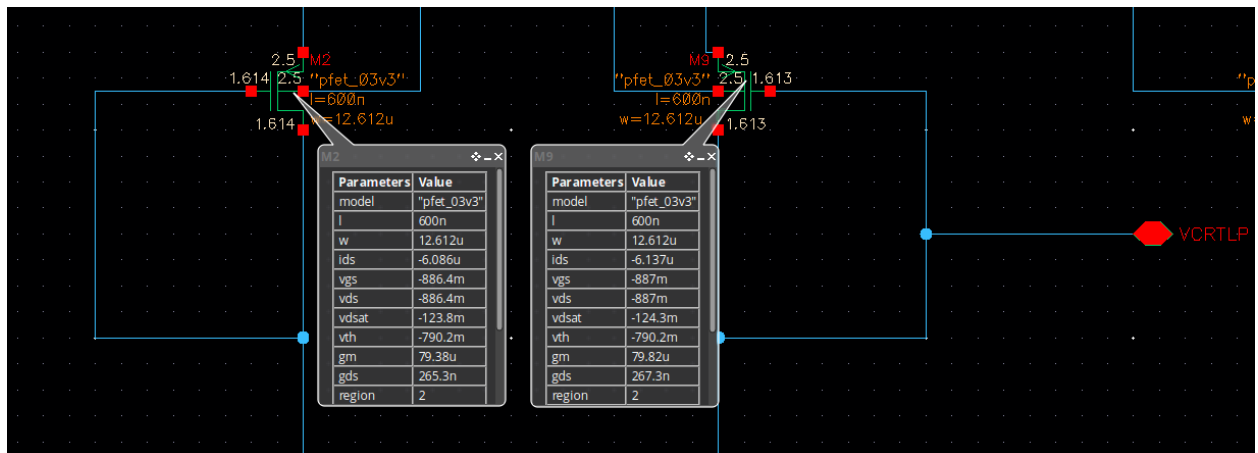 2.5 M2
1.614 2.5 "pfet_03v3"
l=600n
w=12.612u
1.614
M9 2.5
"pfet_03v3" 2.5 1.613
l=600n
w=12.612u
1.613
"p
w=
M2
Parameters Value
model "pfet_03v3"
l 600n
w 12.612u
ids -6.086u
vgs -886.4m
vds -886.4m
vdsat -123.8m
vth -790.2m
gm 79.38u
gds 265.3n
region 2
M9
Parameters Value
model "pfet_03v3"
l 600n
w 12.612u
ids -6.137u
vgs -887m
vds -887m
vdsat -124.3m
vth -790.2m
gm 79.82u
gds 267.3n
region 2
VCRTLP